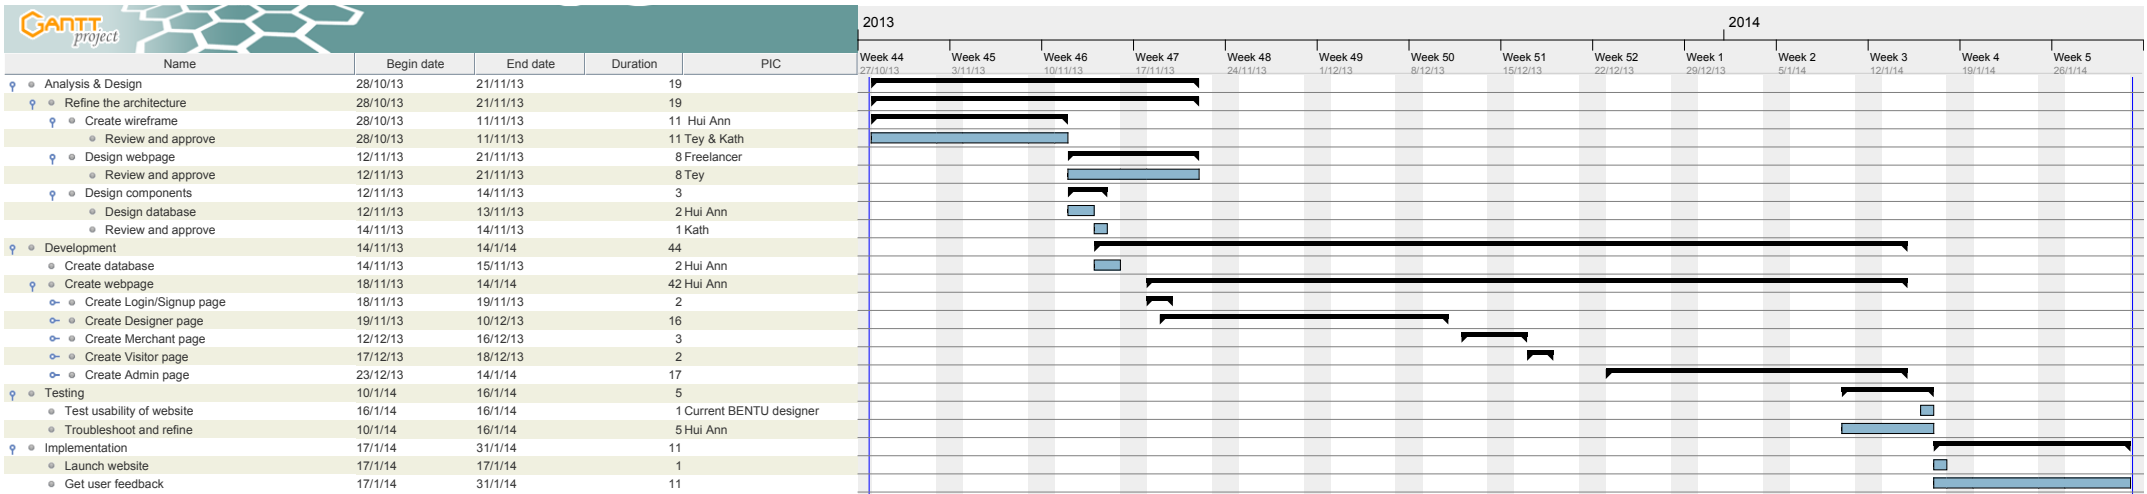 GANTT project
2013 2014
Week 44 Week 45 Week 46 Week 47 Week 48 Week 49 Week 50 Week 51 Week 52 Week 1 Week 2 Week 3 Week 4 Week 5
27/10/13 3/11/13 10/11/13 17/11/13 24/11/13 1/12/13 8/12/13 15/12/13 22/12/13 29/12/13 5/1/14 12/1/14 19/1/14 26/1/14
Name Begin date End date Duration PIC
Analysis & Design 28/10/13 21/11/13 19
Refine the architecture 28/10/13 21/11/13 19
Create wireframe 28/10/13 11/11/13 11 Hui Ann
Review and approve 28/10/13 11/11/13 11 Tey & Kath
Design webpage 12/11/13 21/11/13 8 Freelancer
Review and approve 12/11/13 21/11/13 8 Tey
Design components 12/11/13 14/11/13 3
Design database 12/11/13 13/11/13 2 Hui Ann
Review and approve 14/11/13 14/11/13 1 Kath
Development 14/11/13 14/1/14 44
Create database 14/11/13 15/11/13 2 Hui Ann
Create webpage 18/11/13 14/1/14 42 Hui Ann
Create Login/Signup page 18/11/13 19/11/13 2
Create Designer page 19/11/13 10/12/13 16
Create Merchant page 12/12/13 16/12/13 3
Create Visitor page 17/12/13 18/12/13 2
Create Admin page 23/12/13 14/1/14 17
Testing 10/1/14 16/1/14 5
Test usability of website 16/1/14 16/1/14 1 Current BENTU designer
Troubleshoot and refine 10/1/14 16/1/14 5 Hui Ann
Implementation 17/1/14 31/1/14 11
Launch website 17/1/14 17/1/14 1
Get user feedback 17/1/14 31/1/14 11